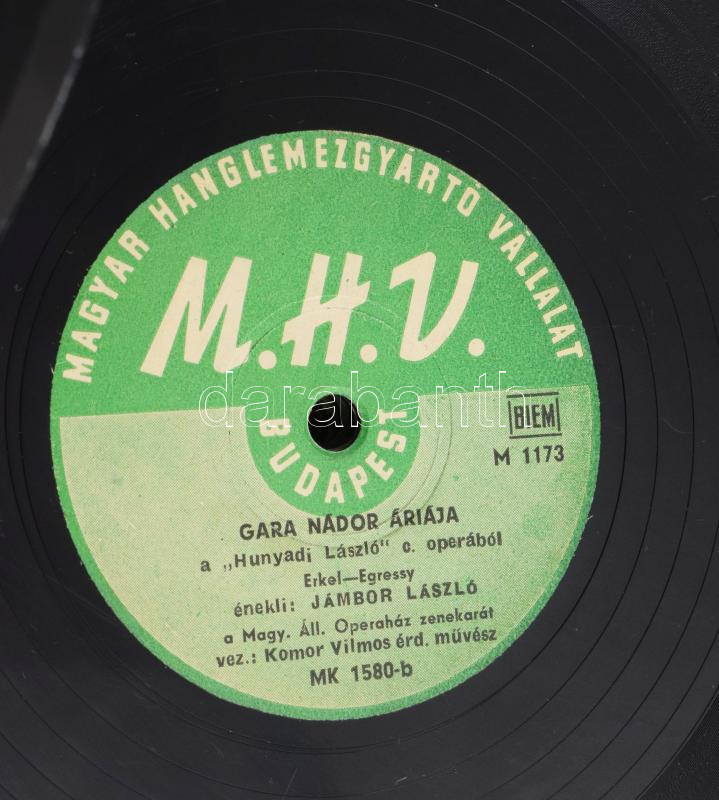 MAGYAR HANGLEMEZGYÁRTÓ VÁLLALAT
M.H.V.
darabanth
BUDAPEST
BIEM
M 1173
GARA NÁDOR ÁRIÁJA
a „Hunyadi László" c. operából
Erkel—Egressy
énekli: JÁMBOR LÁSZLÓ
a Magy. Áll. Operaház zenekarát
vez.: Komor Vilmos érd. művész
MK 1580-b